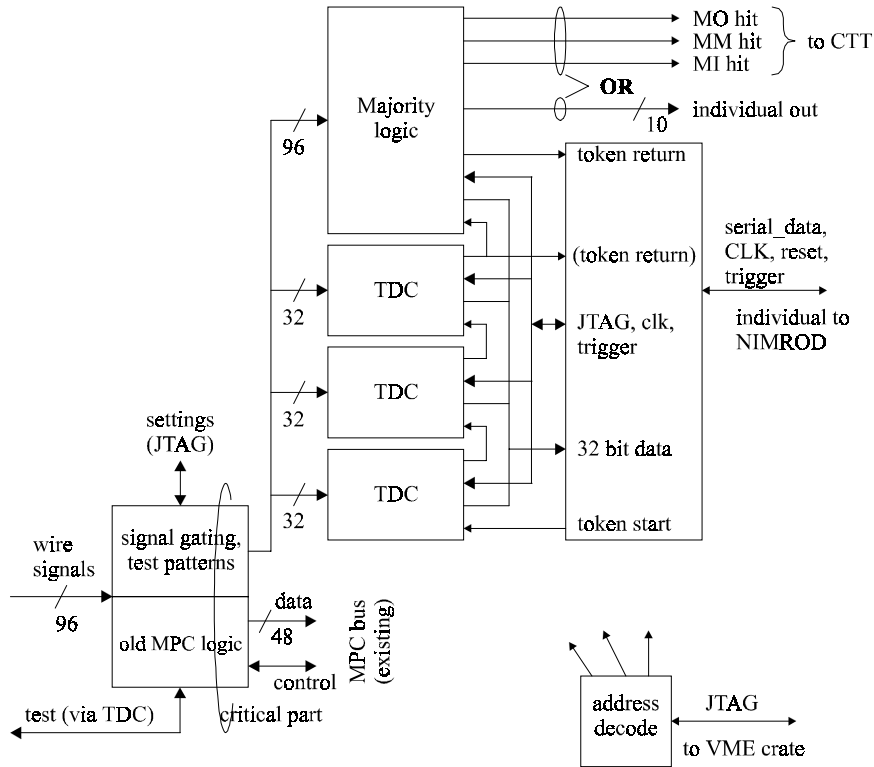 MO hit
MM hit
MI hit
to CTT
OR
individual out
10
Majority
logic
96
token return
(token return)
JTAG, clk,
trigger
32 bit data
token start
serial_data,
CLK, reset,
trigger
individual to
NIMROD
TDC
32
TDC
32
TDC
32
settings
(JTAG)
signal gating,
test patterns
wire
signals
96
old MPC logic
data
48
control
MPC bus
(existing)
test (via TDC)
critical part
address
decode
JTAG
to VME crate